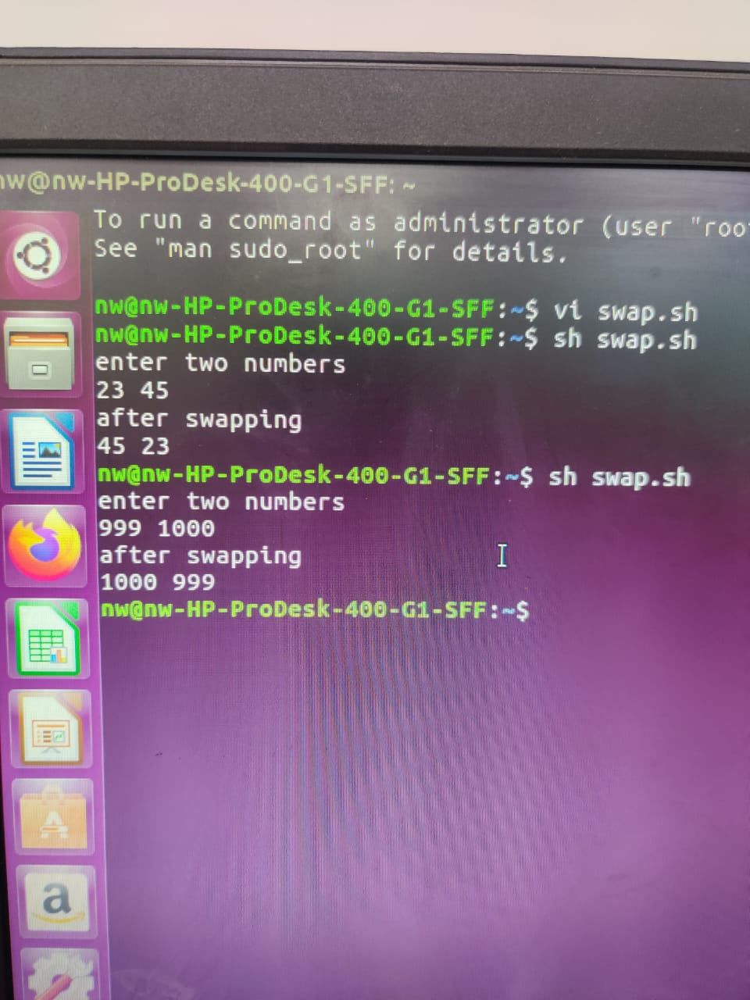 nw@nw-HP-ProDesk-400-G1-SFF: ~
To run a command as administrator (user "roo
See "man sudo_root" for details.
nw@nw-HP-ProDesk-400-G1-SFF:~$ vi swap.sh
nw@nw-HP-ProDesk-400-G1-SFF:~$ sh swap.sh
enter two numbers
23 45
after swapping
45 23
nw@nw-HP-ProDesk-400-G1-SFF:~$ sh swap.sh
enter two numbers
999 1000
after swapping
1000 999
nw@nw-HP-ProDesk-400-G1-SFF:~$
a